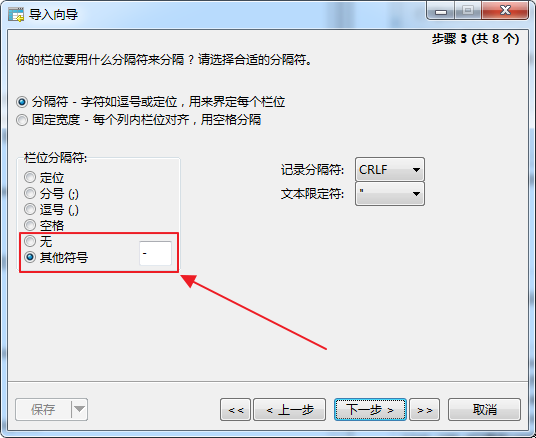 导入向导
步骤 3 (共 8 个)
你的栏位要用什么分隔符来分隔？请选择合适的分隔符。
分隔符 - 字符如逗号或定位，用来界定每个栏位
固定宽度 - 每个列内栏位对齐，用空格分隔
栏位分隔符:
定位
分号 (;)
逗号 (,)
空格
无
其他符号 -
记录分隔符: CRLF
文本限定符: "
保存 << < 上一步 下一步 > >> 取消